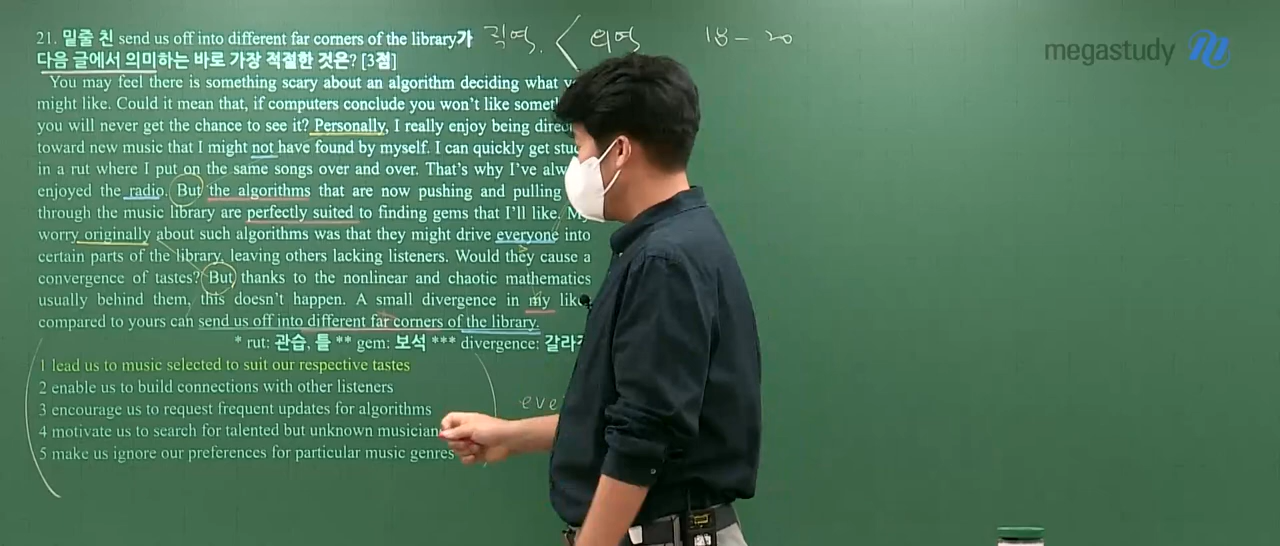 21. 밑줄 친 send us off into different far corners of the library가
직역. < 의역 18 – 20
다음 글에서 의미하는 바로 가장 적절한 것은? [3점]
megastudy
You may feel there is something scary about an algorithm deciding what
might like. Could it mean that, if computers conclude you won't like
you will never get the chance to see it? Personally, I really enjoy being
toward new music that I might not have found by myself. I can quickly get
in a rut where I put on the same songs over and over. That's why I've
enjoyed the radio. But the algorithms that are now pushing and pulling
through the music library are perfectly suited to finding gems that I'll like.
worry originally about such algorithms was that they might drive everyone into
certain parts of the library, leaving others lacking listeners. Would they cause a
convergence of tastes? But thanks to the nonlinear and chaotic mathematics
usually behind them, this doesn't happen. A small divergence in my
compared to yours can send us off into different far corners of the library.
* rut: 관습, 틀 ** gem: 보석 *** divergence:
1 lead us to music selected to suit our respective tastes
2 enable us to build connections with other listeners
3 encourage us to request frequent updates for algorithms
4 motivate us to search for talented but unknown
5 make us ignore our preferences for particular music genres